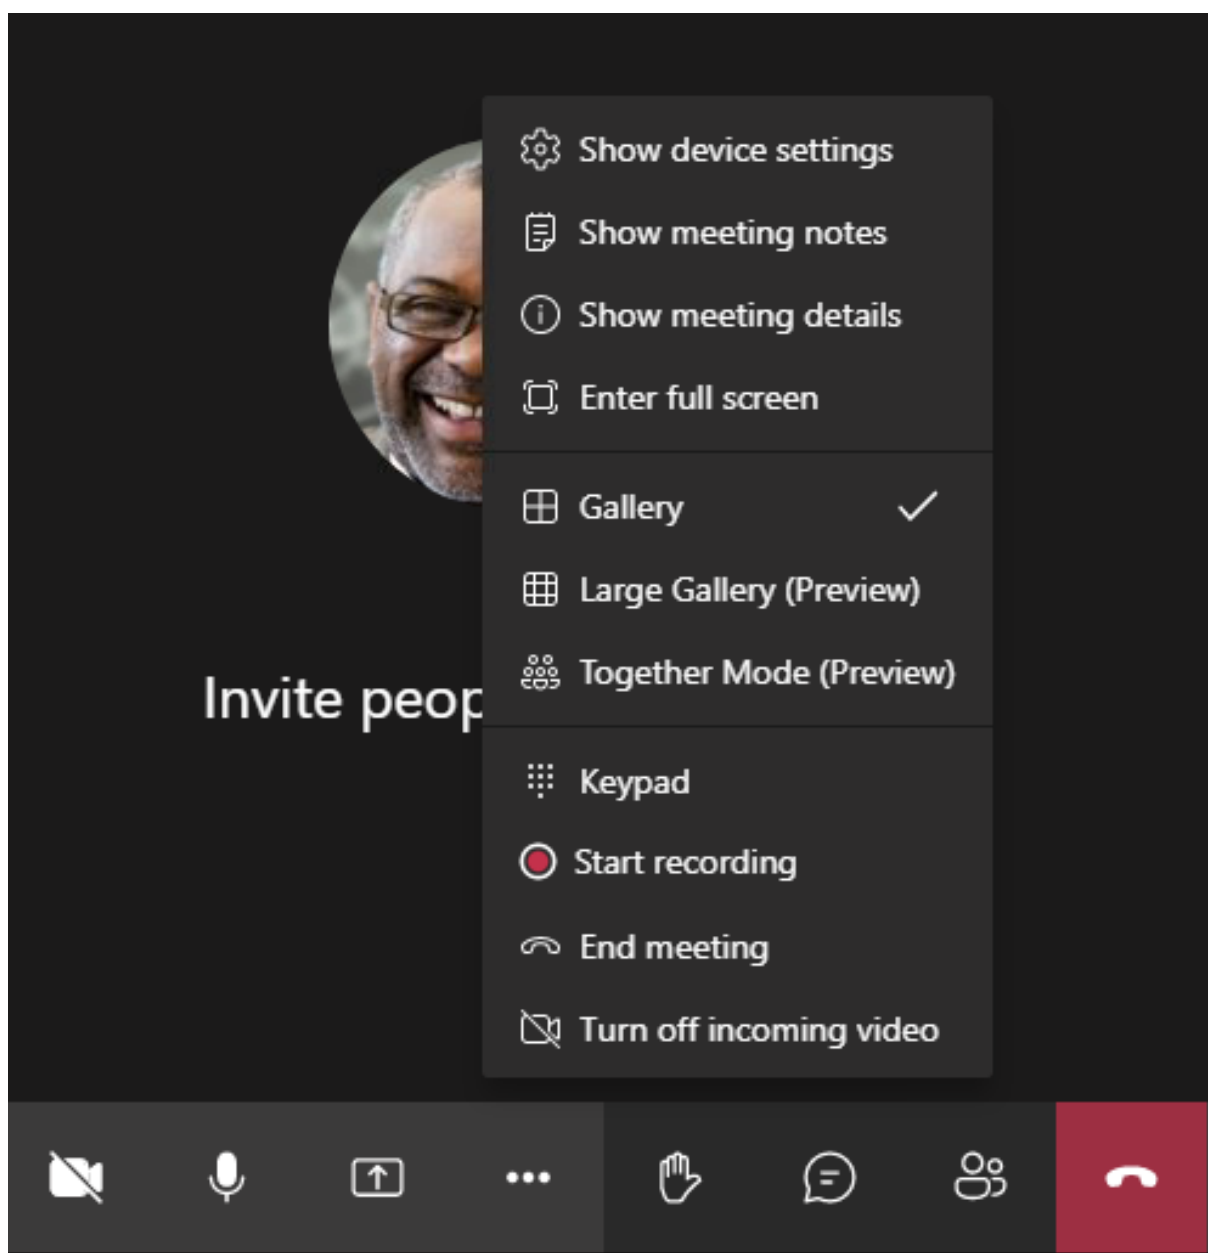 Show device settings
Show meeting notes
Show meeting details
Enter full screen
Gallery
Large Gallery (Preview)
Together Mode (Preview)
Invite peop
Keypad
Start recording
End meeting
Turn off incoming video